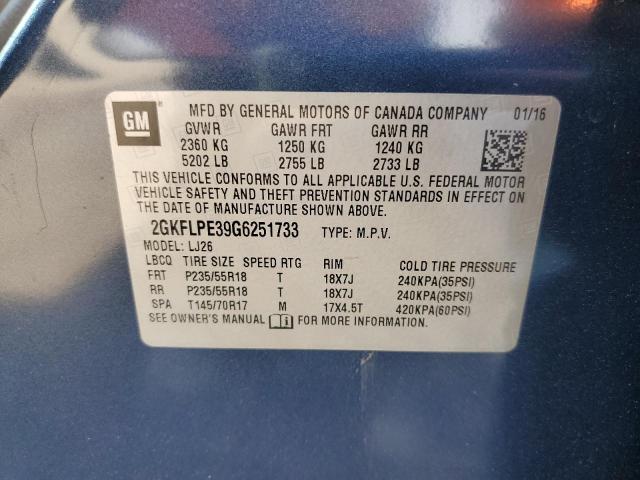 GM
MFD BY GENERAL MOTORS OF CANADA COMPANY 01/16
GVWR GAWR FRT GAWR RR
2360 KG 1250 KG 1240 KG
5202 LB 2755 LB 2733 LB
THIS VEHICLE CONFORMS TO ALL APPLICABLE U.S. FEDERAL MOTOR
VEHICLE SAFETY AND THEFT PREVENTION STANDARDS IN EFFECT ON
THE DATE OF MANUFACTURE SHOWN ABOVE.
2GKFLPE39G6251733 TYPE: M.P.V.
MODEL: LJ26
LBCQ TIRE SIZE SPEED RTG RIM COLD TIRE PRESSURE
FRT P235/55R18 T 18X7J 240KPA(35PSI)
RR P235/55R18 T 18X7J 240KPA(35PSI)
SPA T145/70R17 M 17X4.5T 420KPA(60PSI)
SEE OWNER'S MANUAL FOR MORE INFORMATION.